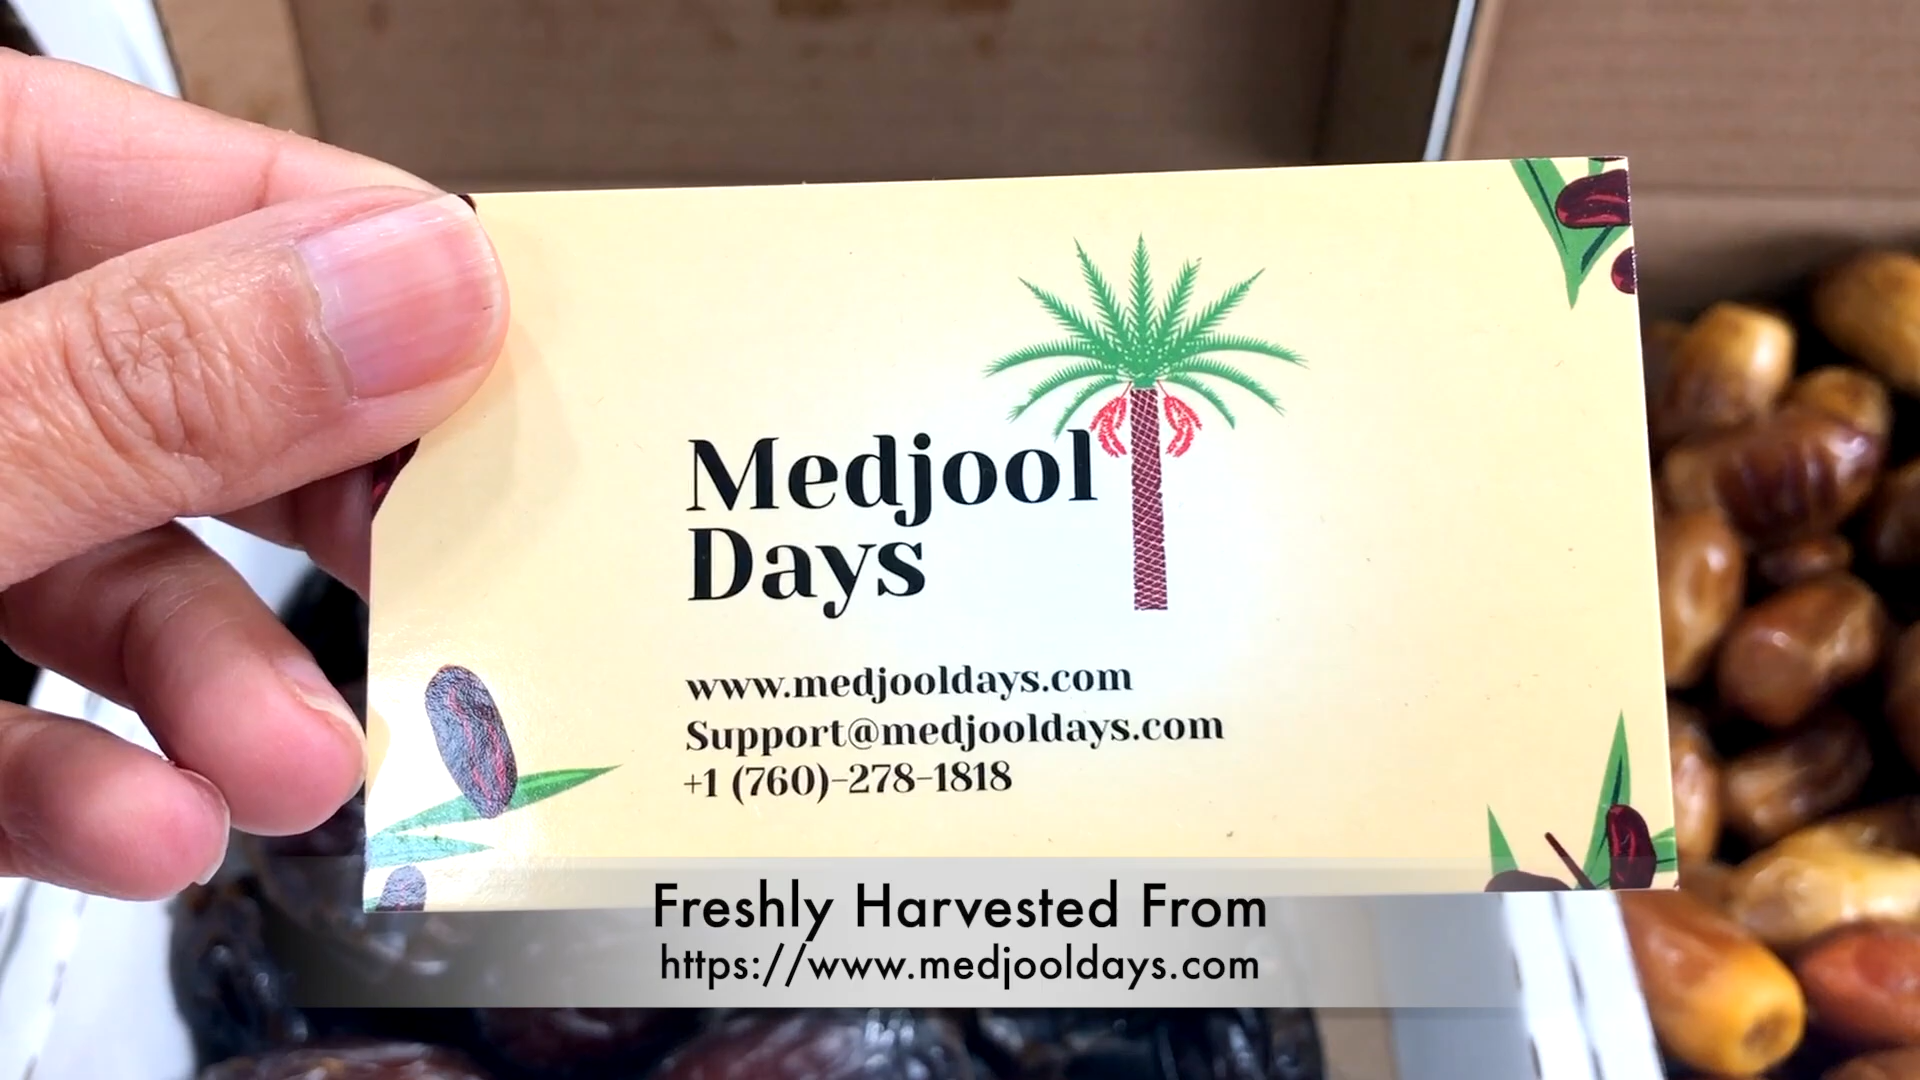 Medjool
Days
www.medjooldays.com
Support@medjooldays.com
+1 (760)-278-1818
Freshly Harvested From
https://www.medjooldays.com